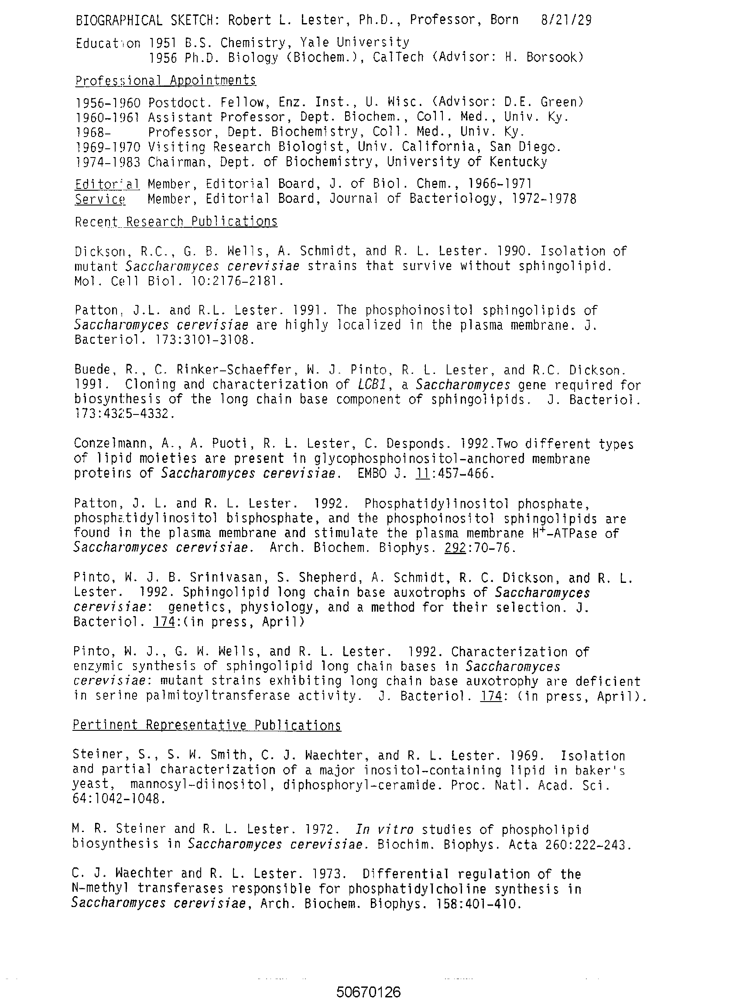 BIOGRAPHICAL SKETCH: Robert L. Lester, Ph.D., Professor, Born 8/21/29
Education 1951 B.S. Chemistry, Yale University
1956 Ph.D. Biology (Biochem.), CalTech (Advisor: H. Borsook)
Professional Appointments
1956-1960 Postdoct. Fellow, Enz. Inst., U. Wisc. (Advisor: D.E. Green)
1960-1961 Assistant Professor, Dept. Biochem., Coll. Med., Univ. Ky.
1968- Professor, Dept. Biochemistry, Coll. Med., Univ. Ky.
1969-1970 Visiting Research Biologist, Univ. California, San Diego.
1974-1983 Chairman, Dept. of Biochemistry, University of Kentucky
Editorial Member, Editorial Board, J. of Biol. Chem., 1966-1971
Service Member, Editorial Board, Journal of Bacteriology, 1972-1978
Recent Research Publications
Dickson, R.C., G. B. Wells, A. Schmidt, and R. L. Lester. 1990. Isolation of
mutant Saccharomyces cerevisiae strains that survive without sphingolipid.
Mol. Cell Biol. 10:2176-2181.
Patton, J.L. and R.L. Lester. 1991. The phosphoinositol sphingolipids of
Saccharomyces cerevisiae are highly localized in the plasma membrane. J.
Bacteriol. 173:3101-3108.
Buede, R., C. Rinker-Schaeffer, W. J. Pinto, R. L. Lester, and R.C. Dickson.
1991. Cloning and characterization of LCB1, a Saccharomyces gene required for
biosynthesis of the long chain base component of sphingolipids. J. Bacteriol.
173:4325-4332.
Conzelmann, A., A. Puoti, R. L. Lester, C. Desponds. 1992.Two different types
of lipid moieties are present in glycophosphoinositol-anchored membrane
proteins of Saccharomyces cerevisiae. EMBO J. 11:457-466.
Patton, J. L. and R. L. Lester. 1992. Phosphatidylinositol phosphate,
phosphatidylinositol bisphosphate, and the phosphoinositol sphingolipids are
found in the plasma membrane and stimulate the plasma membrane H+-ATPase of
Saccharomyces cerevisiae. Arch. Biochem. Biophys. 292:70-76.
Pinto, W. J. B. Srinivasan, S. Shepherd, A. Schmidt, R. C. Dickson, and R. L.
Lester. 1992. Sphingolipid long chain base auxotrophs of Saccharomyces
cerevisiae: genetics, physiology, and a method for their selection. J.
Bacteriol. 174:(in press, April)
Pinto, W. J., G. W. Wells, and R. L. Lester. 1992. Characterization of
enzymic synthesis of sphingolipid long chain bases in Saccharomyces
cerevisiae: mutant strains exhibiting long chain base auxotrophy are deficient
in serine palmitoyltransferase activity. J. Bacteriol. 174: (in press, April).
Pertinent Representative Publications
Steiner, S., S. W. Smith, C. J. Waechter, and R. L. Lester. 1969. Isolation
and partial characterization of a major inositol-containing lipid in baker's
yeast, mannosyl-diinositol, diphosphoryl-ceramide. Proc. Natl. Acad. Sci.
64:1042-1048.
M. R. Steiner and R. L. Lester. 1972. In vitro studies of phospholipid
biosynthesis in Saccharomyces cerevisiae. Biochim. Biophys. Acta 260:222-243.
C. J. Waechter and R. L. Lester. 1973. Differential regulation of the
N-methyl transferases responsible for phosphatidylcholine synthesis in
Saccharomyces cerevisiae, Arch. Biochem. Biophys. 158:401-410.
50670126